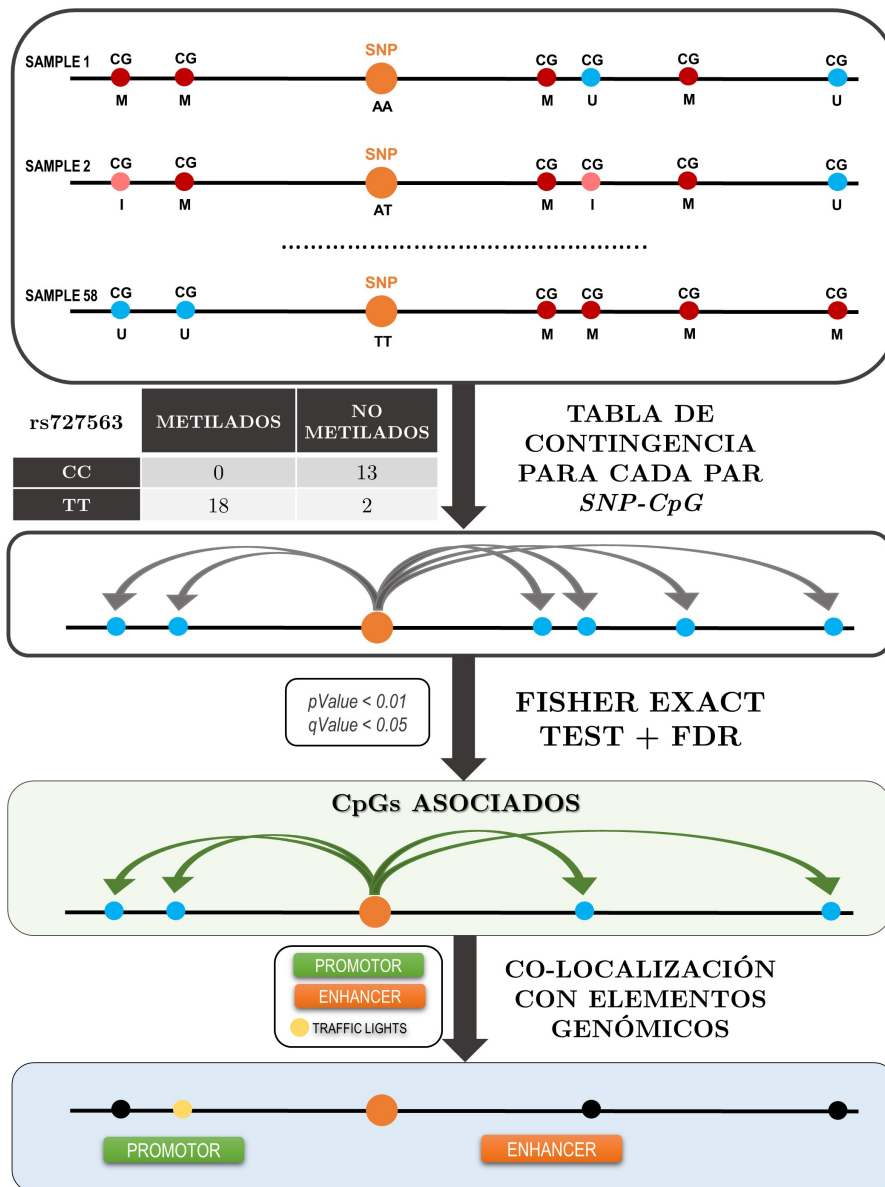 SAMPLE 1
CG CG SNP CG CG CG CG
M M AA M U M U
SAMPLE 2
CG CG SNP CG CG CG CG
I M AT M I M U
SAMPLE 58
CG CG SNP CG CG CG CG
U U TT M M M M
rs727563 METILADOS NO METILADOS
CC 0 13
TT 18 2
TABLA DE
CONTINGENCIA
PARA CADA PAR
SNP-CpG
pValue < 0.01
qValue < 0.05
FISHER EXACT
TEST + FDR
CpGs ASOCIADOS
PROMOTOR
ENHANCER
TRAFFIC LIGHTS
CO-LOCALIZACIÓN
CON ELEMENTOS
GENÓMICOS
PROMOTOR ENHANCER